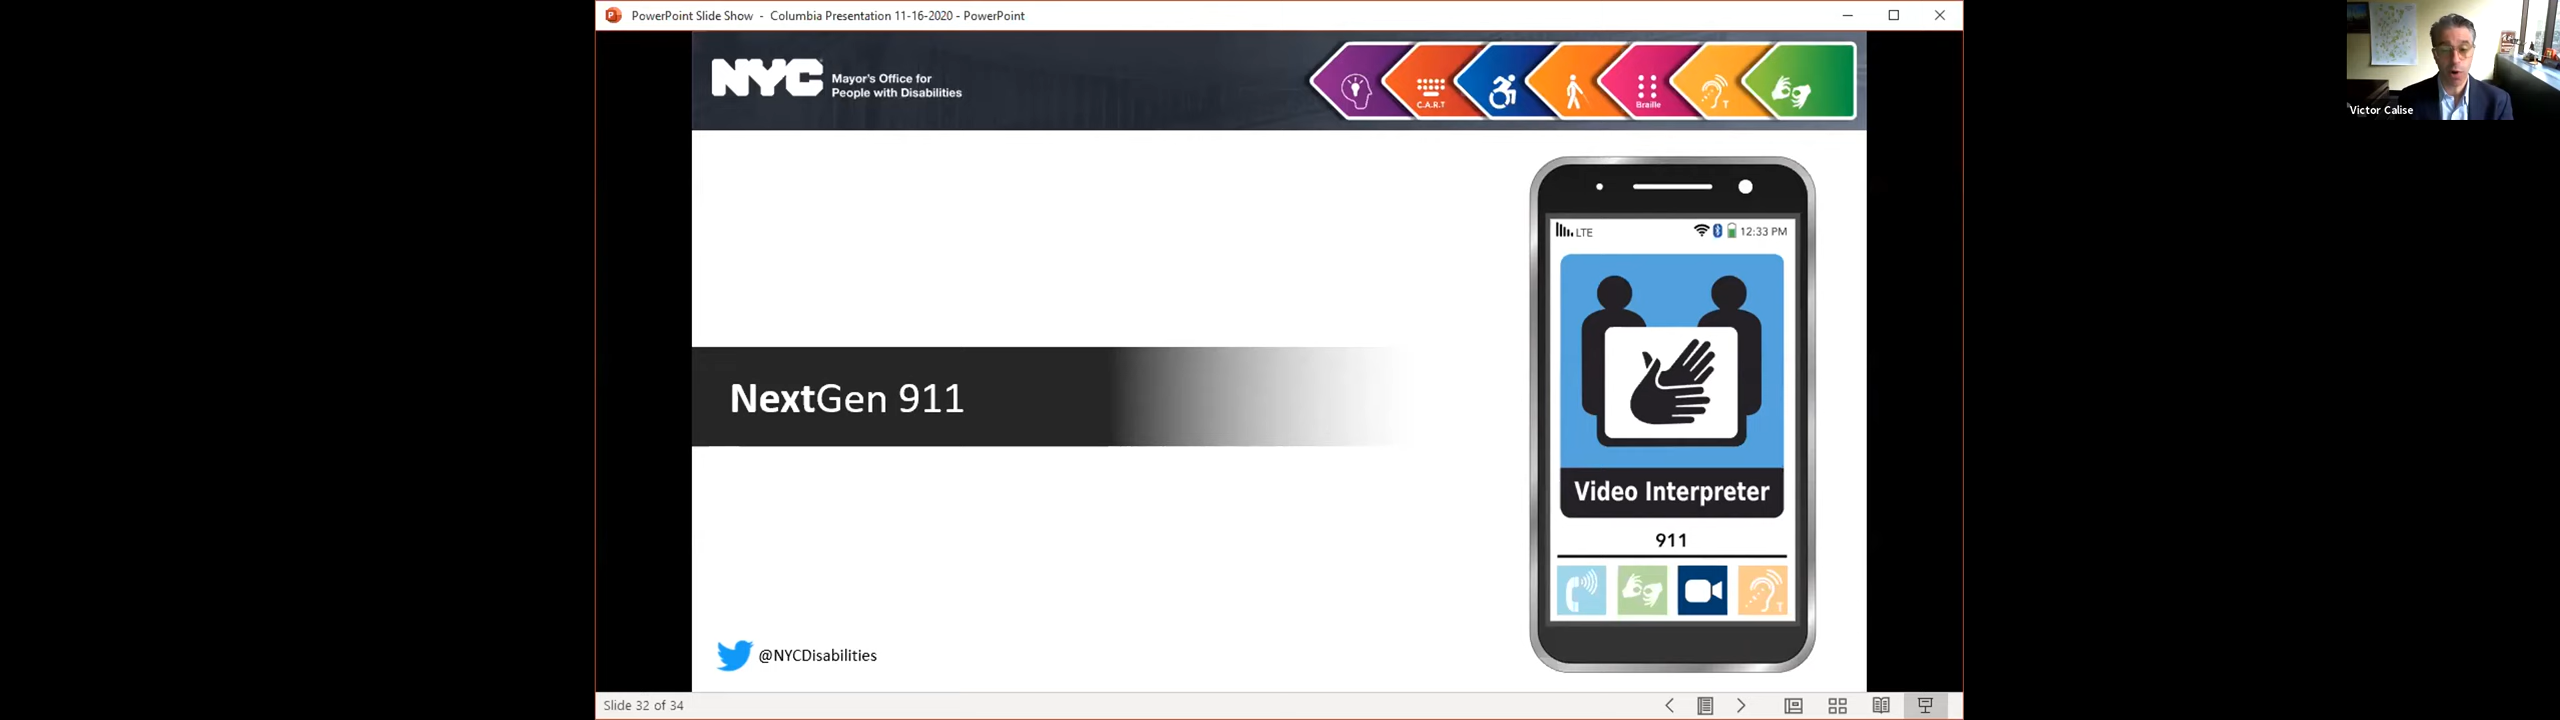 PowerPoint Slide Show - Columbia Presentation 11-16-2020 - PowerPoint
NYC
Mayor's Office for
People with Disabilities
C.A.R.T
Braille
T
Victor Calise
LTE
12:33 PM
NextGen 911
Video Interpreter
911
T
@NYCDisabilities
Slide 32 of 34